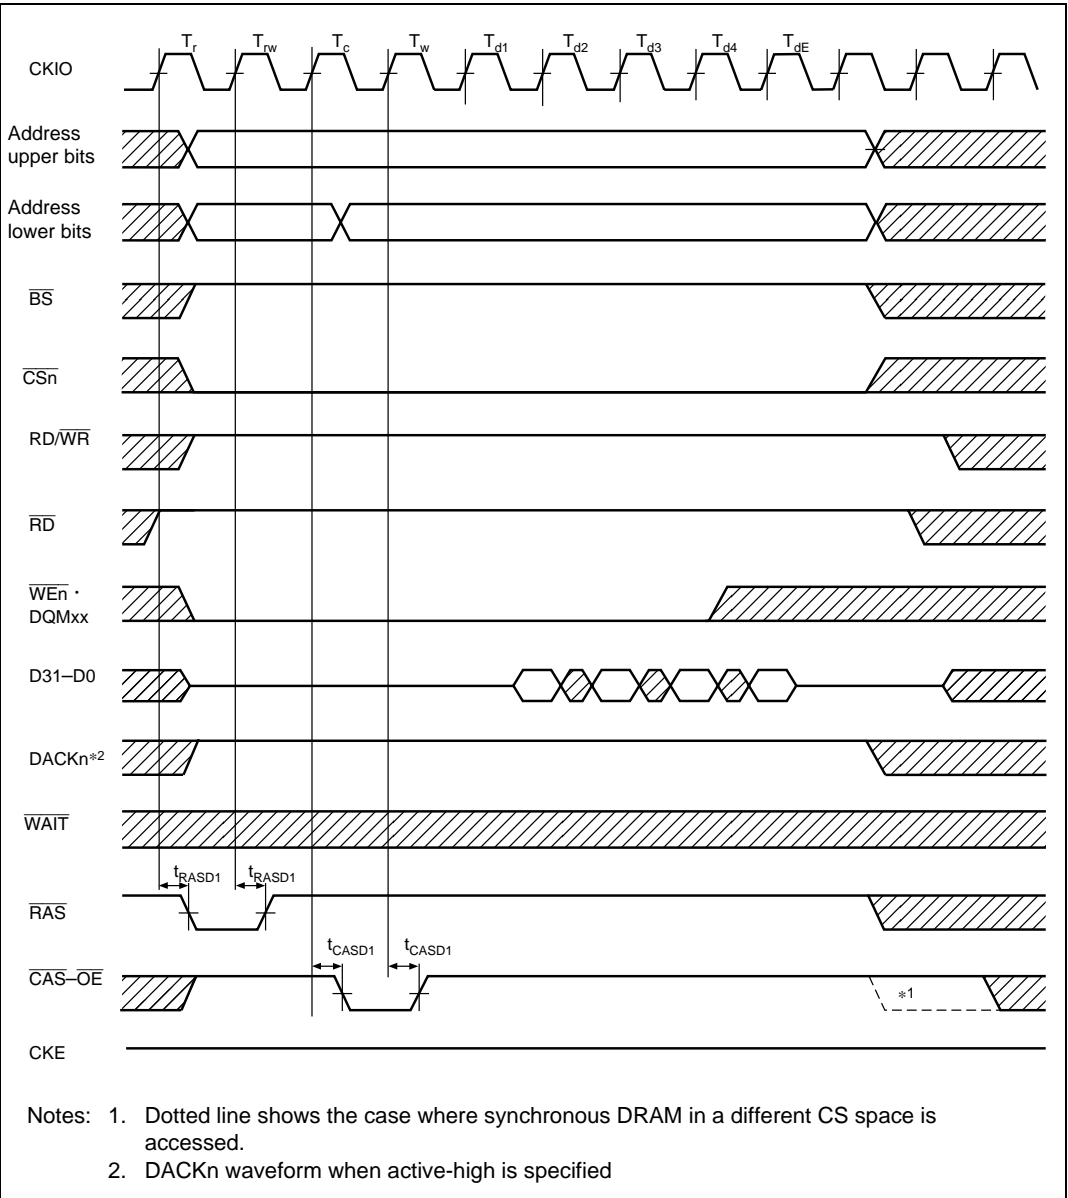 Tr Trw Tc Tw Td1 Td2 Td3 Td4 TdE
CKIO
Address
upper bits
Address
lower bits
BS
CSn
RD/WR
RD
WEn・
DQMxx
D31–D0
DACKn*2
WAIT
tRASD1 tRASD1
RAS
tCASD1 tCASD1
CAS–OE
*1
CKE
Notes: 1. Dotted line shows the case where synchronous DRAM in a different CS space is
accessed.
2. DACKn waveform when active-high is specified